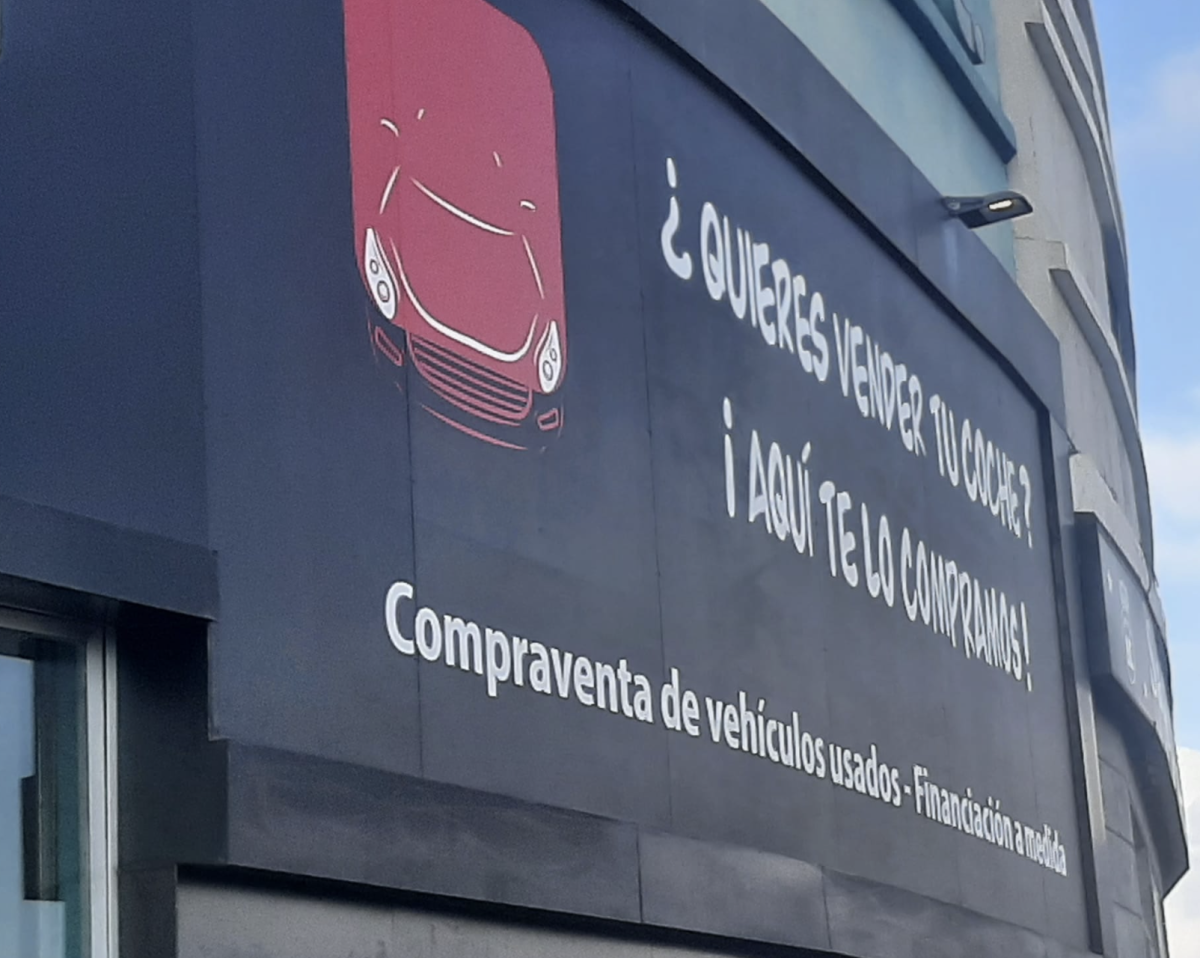 ¿QUIERES VENDER TU COCHE?
¡AQUÍ TE LO COMPRAMOS!
Compraventa de vehículos usados - Financiación a medida